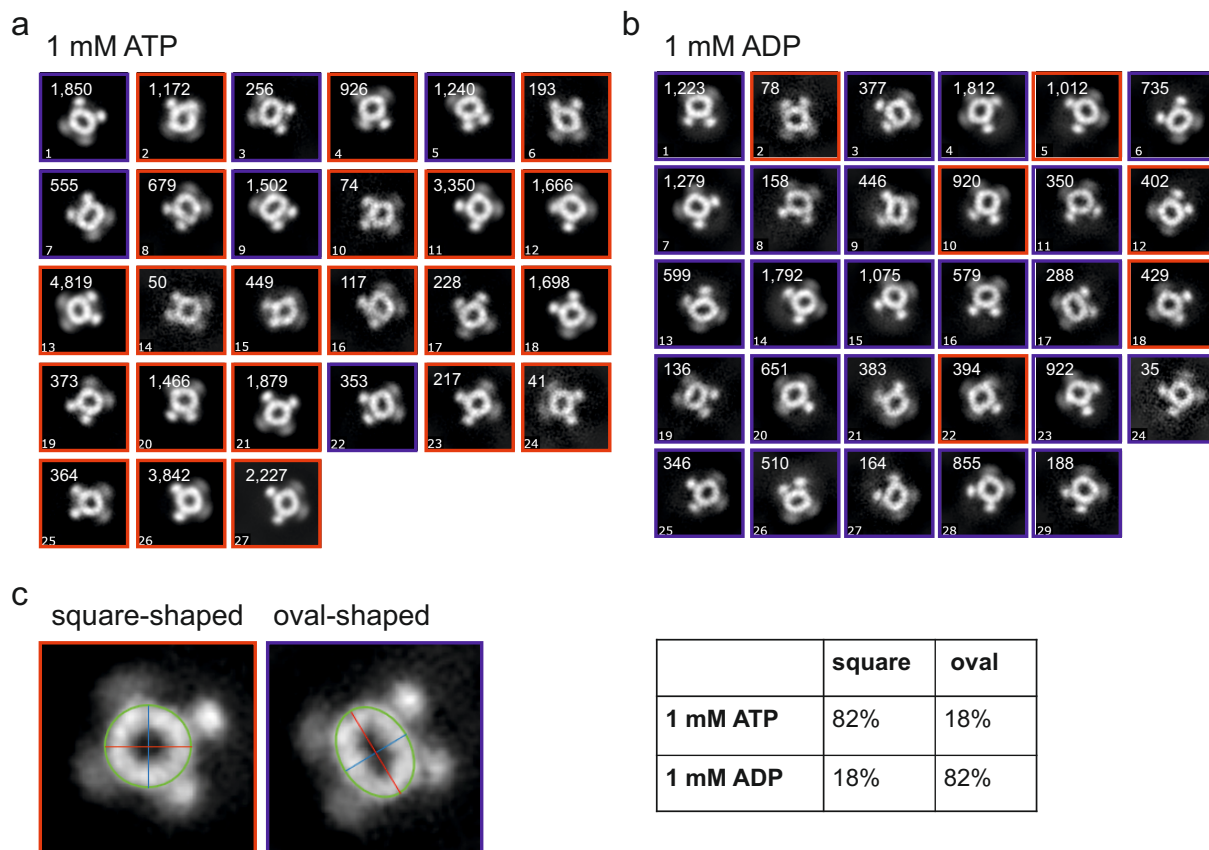 a
1 mM ATP
1,850 1,172 256 926 1,240 193
1 2 3 4 5 6
555 679 1,502 74 3,350 1,666
7 8 9 10 11 12
4,819 50 449 117 228 1,698
13 14 15 16 17 18
373 1,466 1,879 353 217 41
19 20 21 22 23 24
364 3,842 2,227
25 26 27
b
1 mM ADP
1,223 78 377 1,812 1,012 735
1 2 3 4 5 6
1,279 158 446 920 350 402
7 8 9 10 11 12
599 1,792 1,075 579 288 429
13 14 15 16 17 18
136 651 383 394 922 35
19 20 21 22 23 24
346 510 164 855 188
25 26 27 28 29
c
square-shaped oval-shaped
square oval
1 mM ATP 82% 18%
1 mM ADP 18% 82%